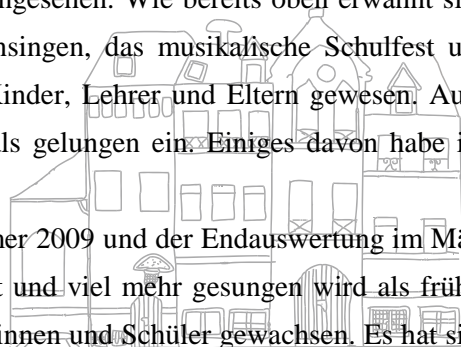 ngesehen. Wie bereits oben erwähnt si
nsingen, das musikalische Schulfest u
Kinder, Lehrer und Eltern gewesen. Au
als gelungen ein. Einiges davon habe i
ner 2009 und der Endauswertung im Mä
t und viel mehr gesungen wird als früh
innen und Schüler gewachsen. Es hat si